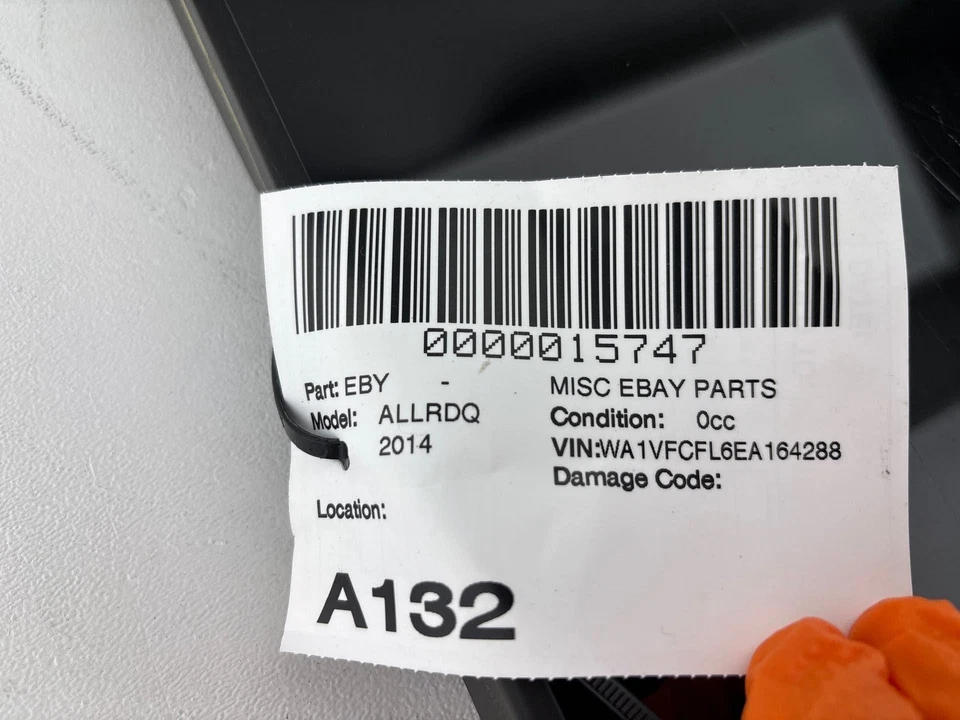 0000015747
Part: EBY - MISC EBAY PARTS
Model: ALLRDQ Condition: 0cc
2014 VIN:WA1VFCFL6EA164288
Damage Code:
Location:
A132